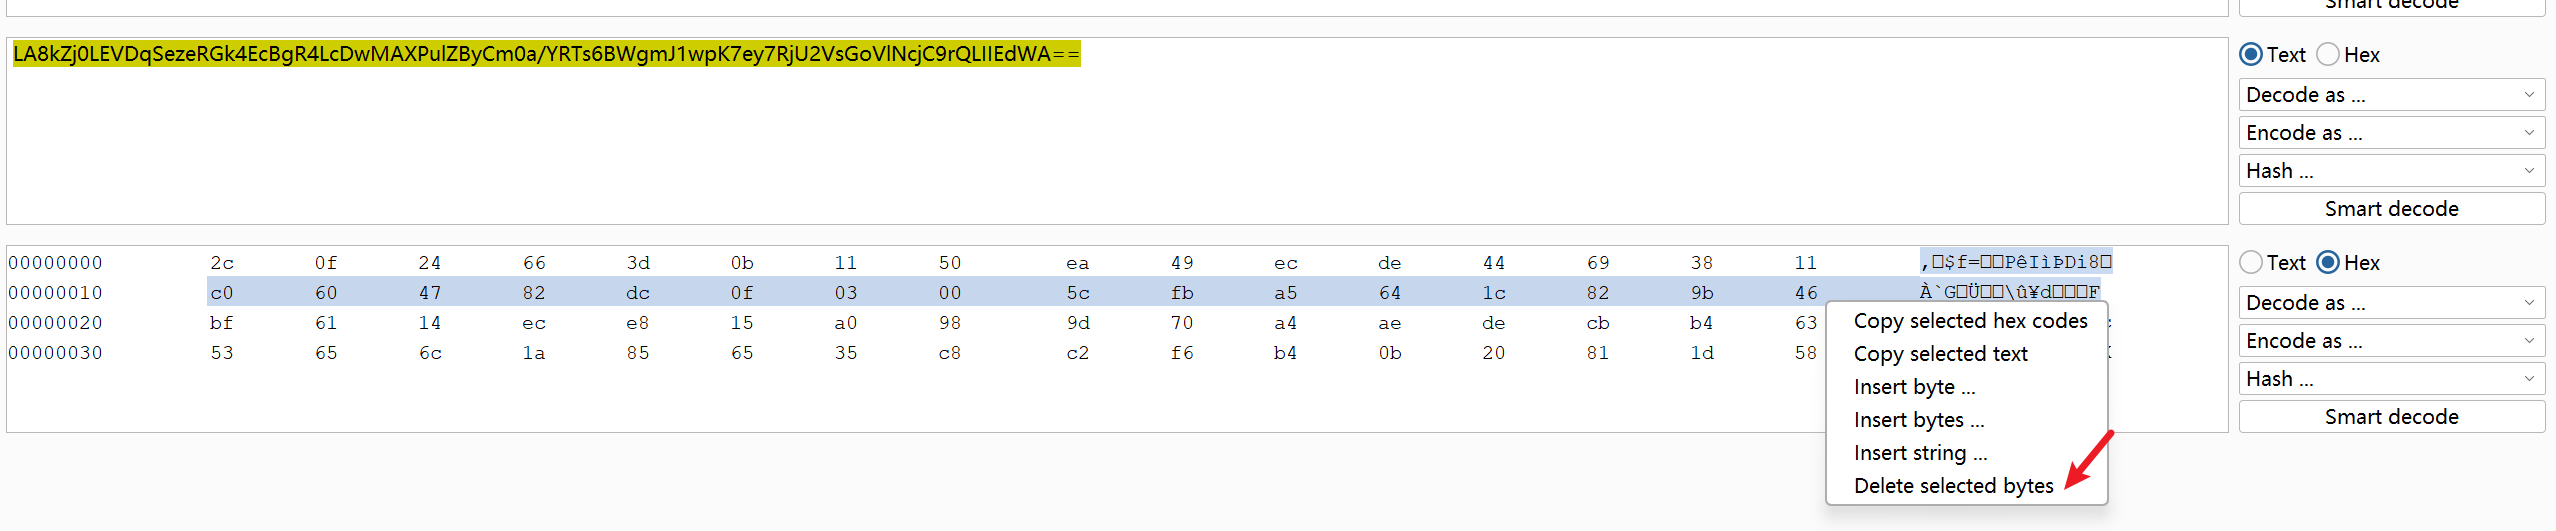 Smart decode
LA8kZj0LEVDqSezeRGk4EcBgR4LcDwMAXPulZByCm0a/YRTs6BWgmJ1wpK7ey7RjU2VsGoVlNcjC9rQLIIEdWA==
Text Hex
Decode as ...
Encode as ...
Hash ...
Smart decode
00000000 2c 0f 24 66 3d 0b 11 50 ea 49 ec de 44 69 38 11 ,□$f=□□PêIìÞDi8□
00000010 c0 60 47 82 dc 0f 03 00 5c fb a5 64 1c 82 9b 46 À`G□Ü□□\û¥d□□□F
00000020 bf 61 14 ec e8 15 a0 98 9d 70 a4 ae de cb b4 63
00000030 53 65 6c 1a 85 65 35 c8 c2 f6 b4 0b 20 81 1d 58
Text Hex
Decode as ...
Encode as ...
Hash ...
Smart decode
Copy selected hex codes
Copy selected text
Insert byte ...
Insert bytes ...
Insert string ...
Delete selected bytes